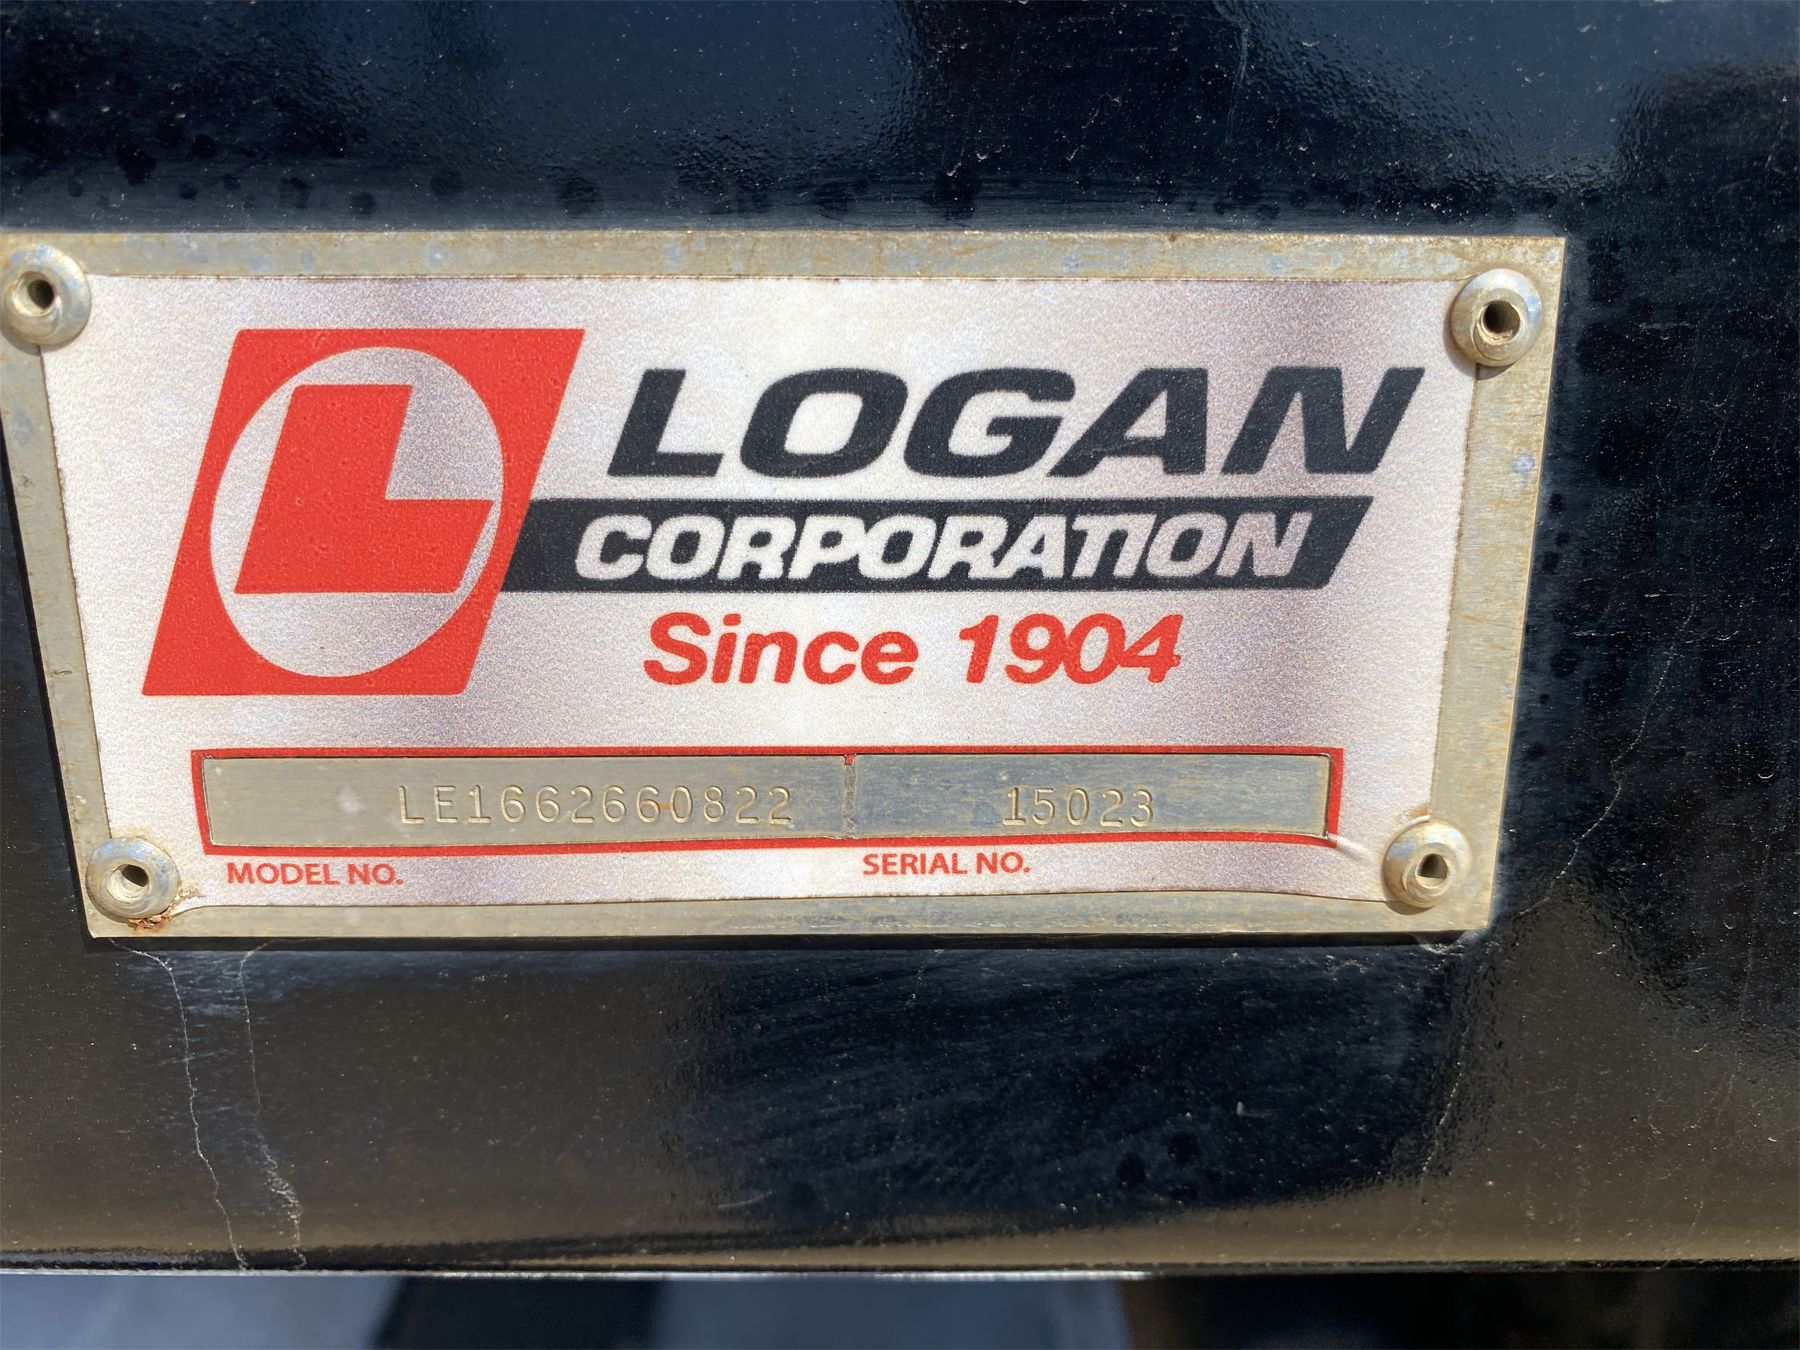 L
LOGAN
CORPORATION
Since 1904
LE1662660822 15023
MODEL NO. SERIAL NO.